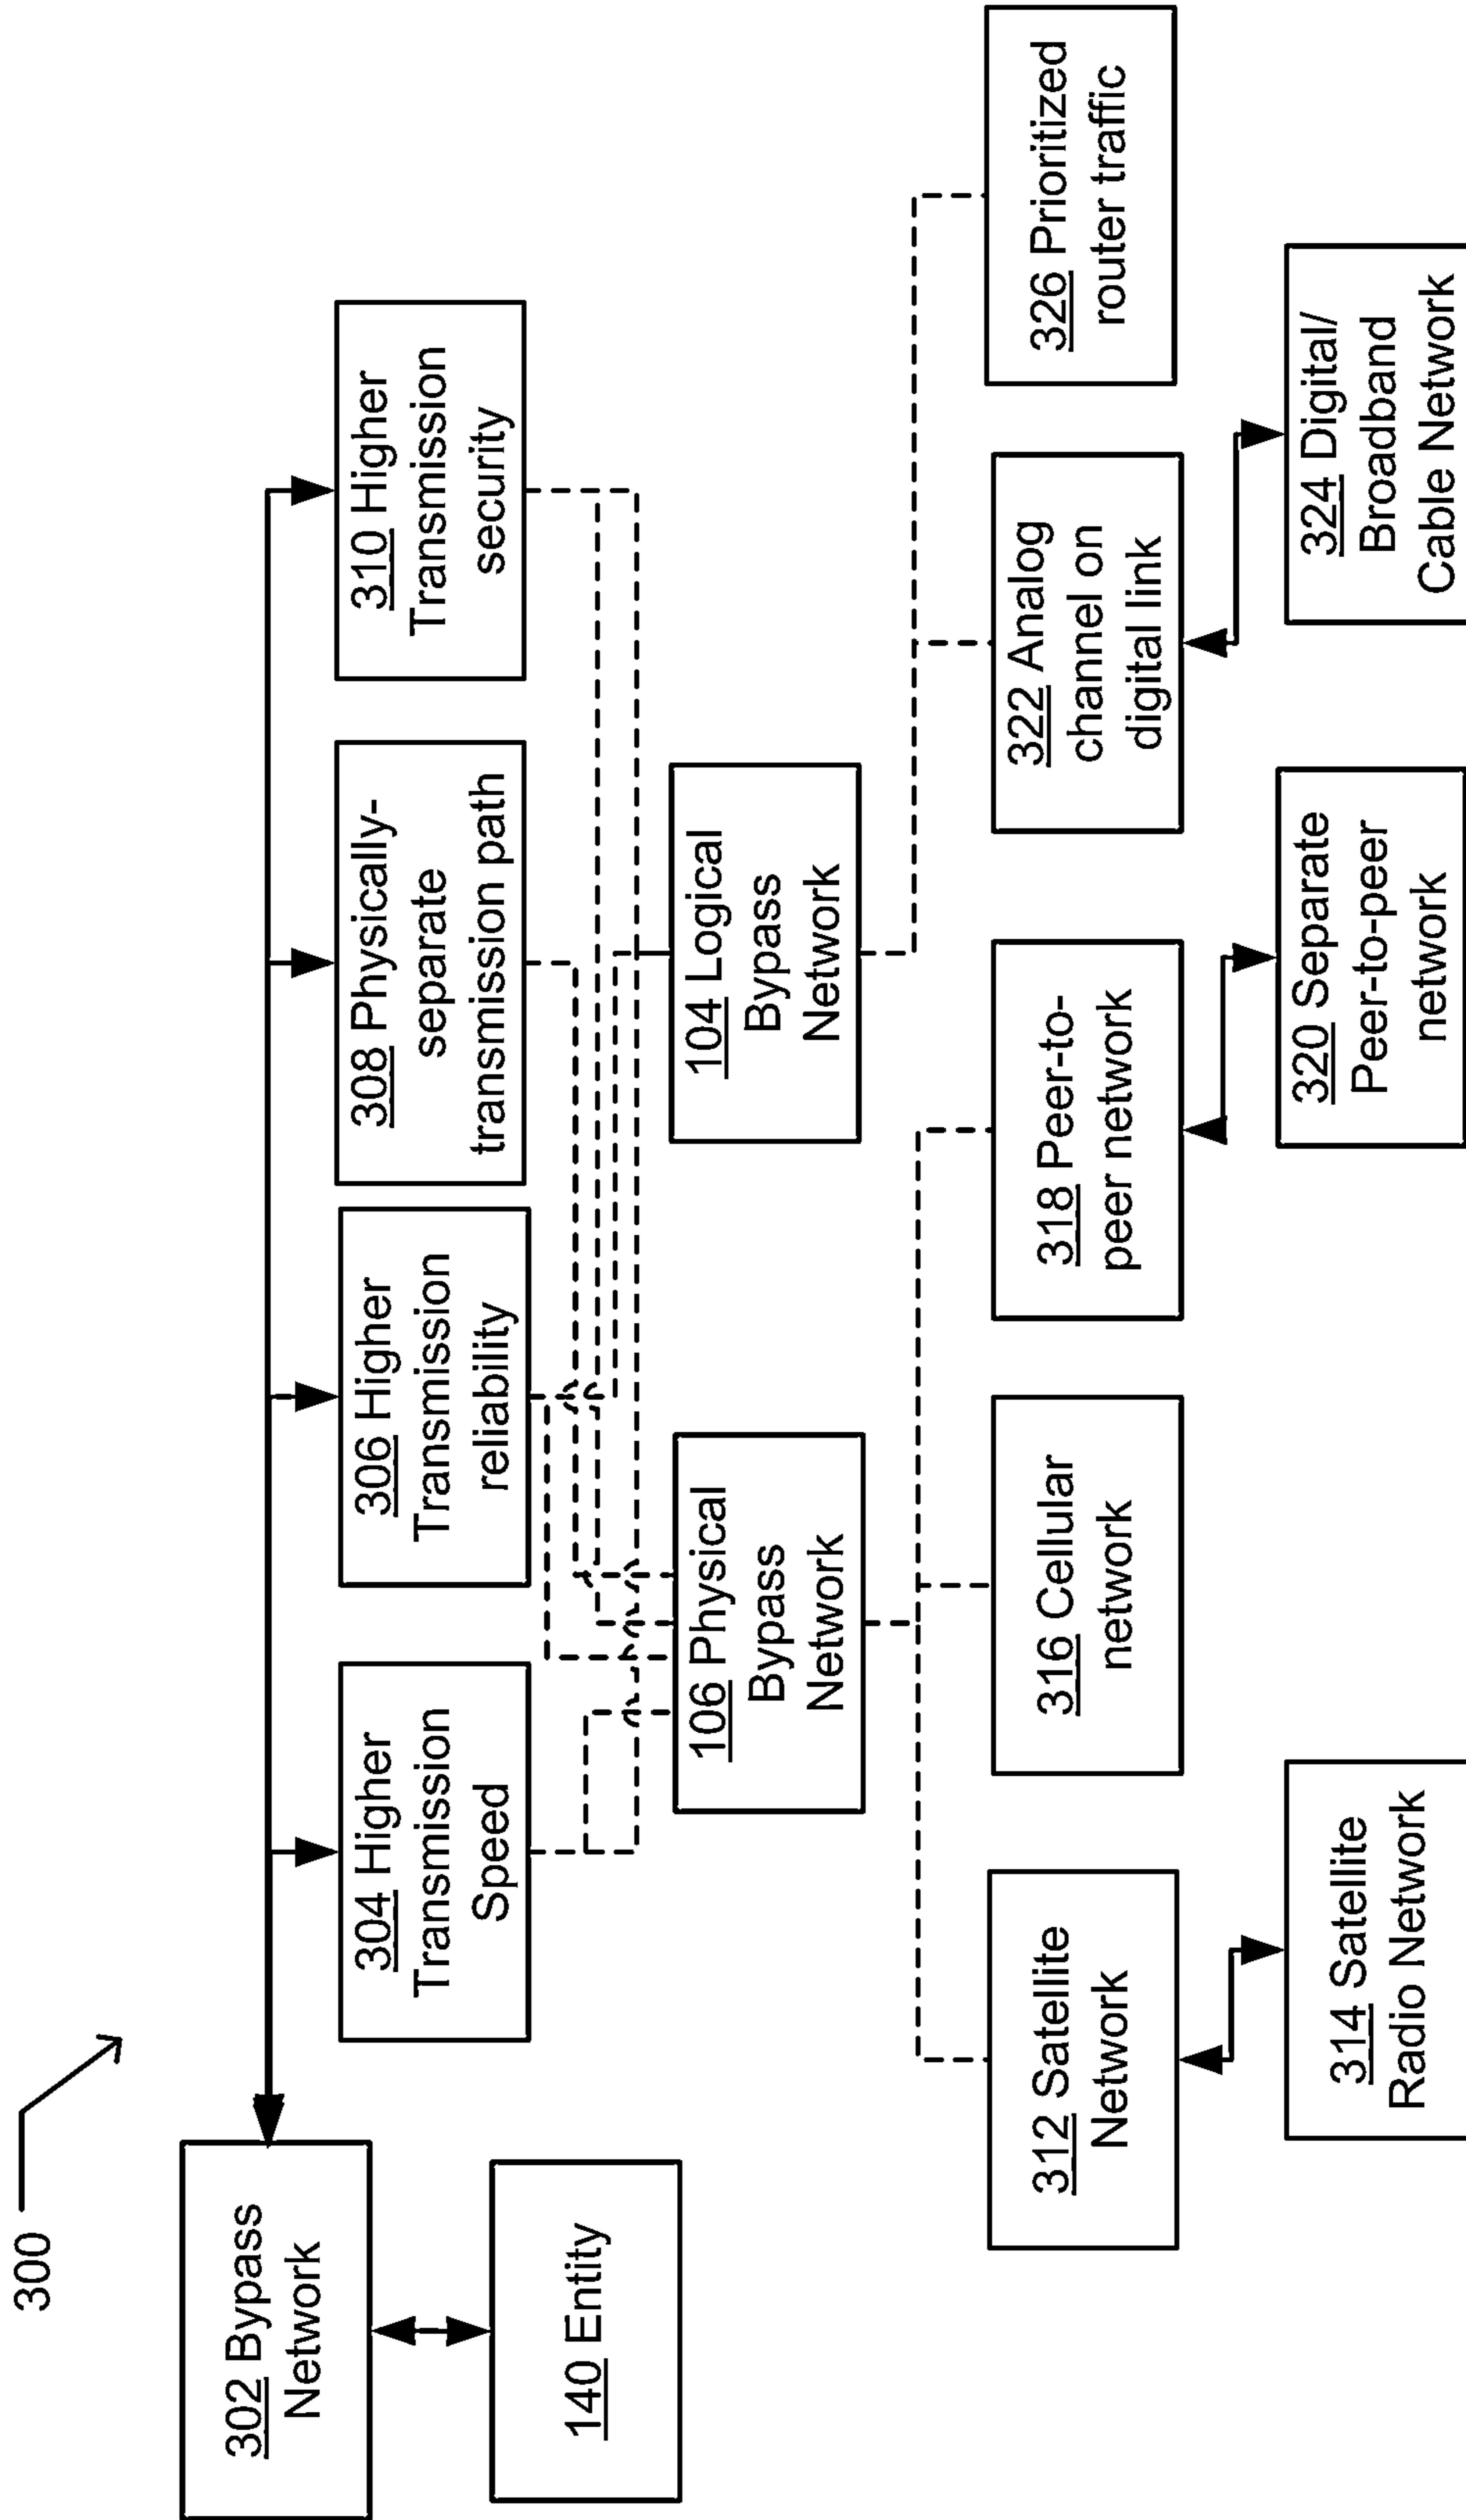 300
302 Bypass
Network
140 Entity
304 Higher
Transmission
Speed
306 Higher
Transmission
reliability
308 Physically-
separate
transmission path
310 Higher
Transmission
security
106 Physical
Bypass
Network
104 Logical
Bypass
Network
312 Satellite
Network
316 Cellular
network
318 Peer-to-
peer network
322 Analog
channel on
digital link
326 Prioritized
router traffic
314 Satellite
Radio Network
320 Separate
Peer-to-peer
network
324 Digital/
Broadband
Cable Network